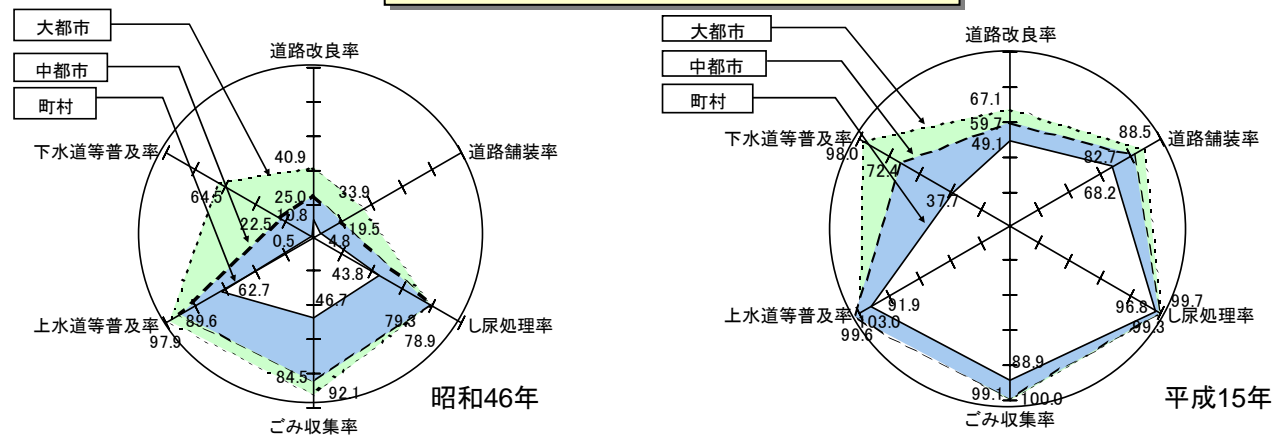 大都市
中都市
町村
道路改良率
道路舗装率
し尿処理率
ごみ収集率
上水道等普及率
下水道等普及率
40.9
25.0
10.8
33.9
19.5
4.8
43.8
79.3
78.9
46.7
84.5
92.1
62.7
89.6
97.9
64.5
22.5
0.5
昭和46年
大都市
中都市
町村
道路改良率
道路舗装率
し尿処理率
ごみ収集率
上水道等普及率
下水道等普及率
67.1
59.7
49.1
88.5
82.7
68.2
99.7
96.8
99.3
88.9
99.1
100.0
91.9
103.0
99.6
98.0
72.4
37.7
平成15年